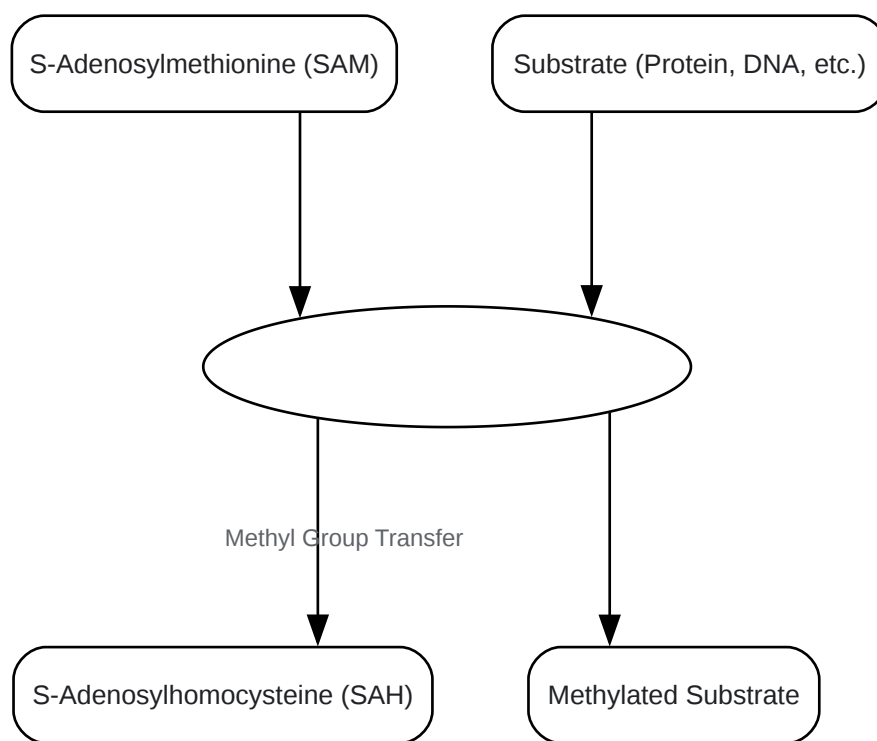 S-Adenosylmethionine (SAM)
Substrate (Protein, DNA, etc.)
Methyl Group Transfer
S-Adenosylhomocysteine (SAH)
Methylated Substrate